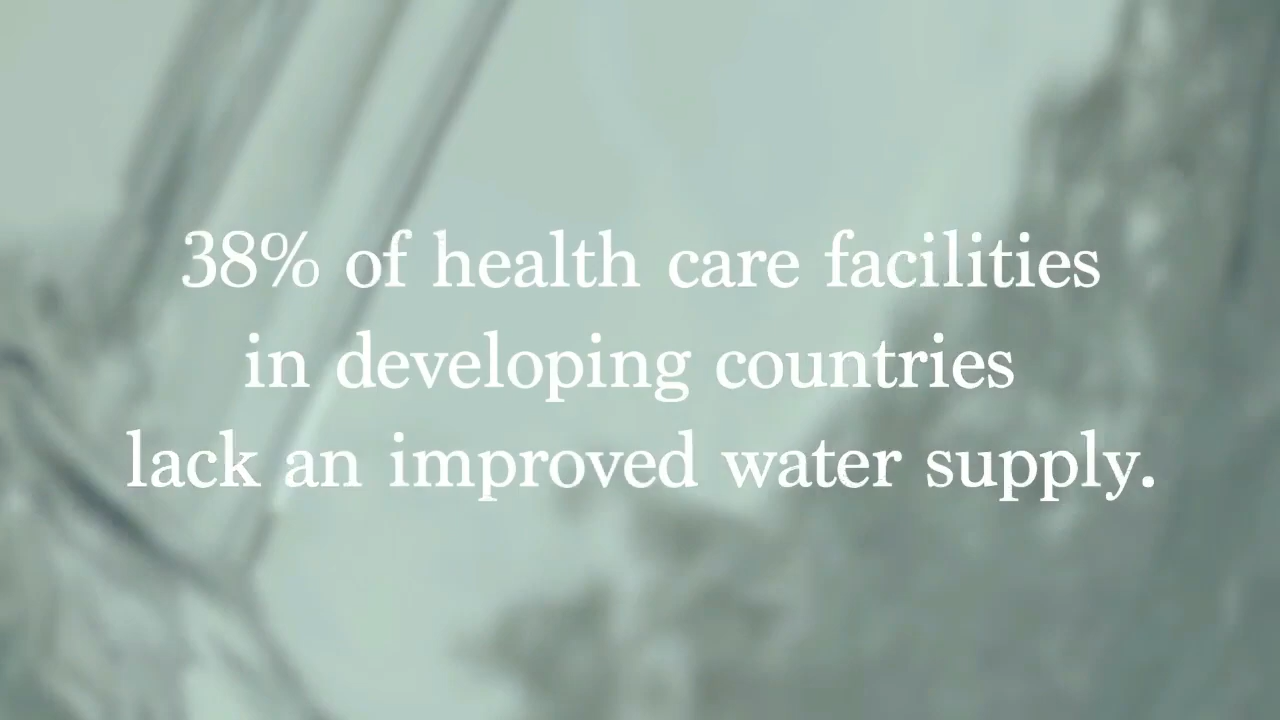 38% of health care facilities
in developing countries
lack an improved water supply.